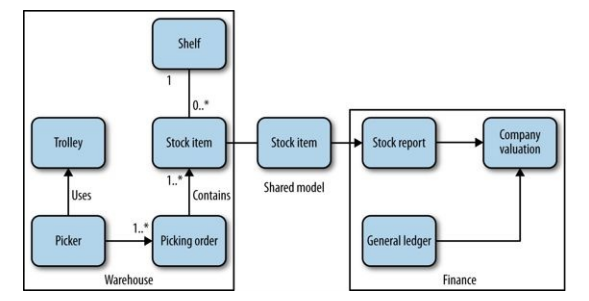 Shelf
1
0..*
Trolley
Stock item
Stock item
Stock report
Company
valuation
Shared model
1..*
Uses
Contains
1..*
Picker
Picking order
General ledger
Warehouse
Finance